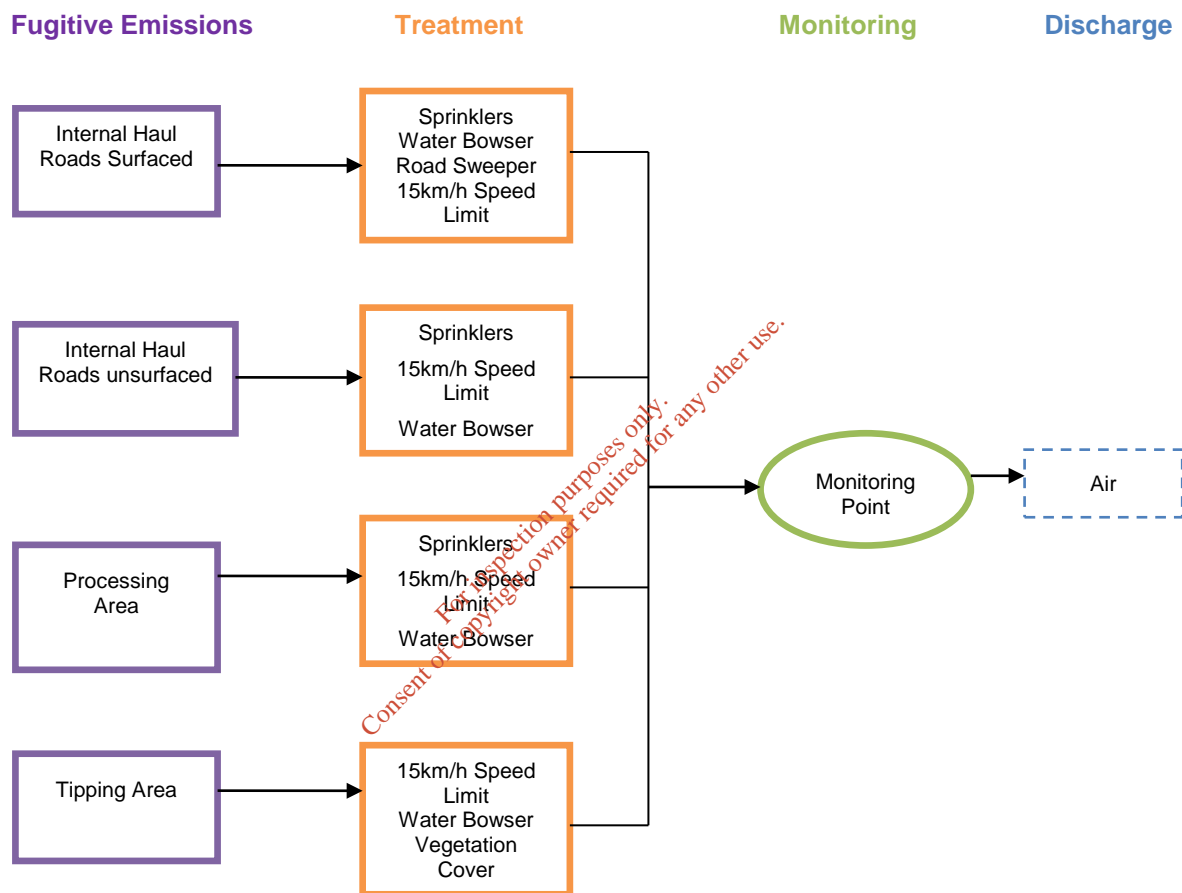 Fugitive Emissions
Treatment
Monitoring
Discharge
Internal Haul
Roads Surfaced
Sprinklers
Water Bowser
Road Sweeper
15km/h Speed
Limit
Internal Haul
Roads unsurfaced
Sprinklers
15km/h Speed
Limit
Water Bowser
Monitoring
Point
Air
Processing
Area
Sprinklers
15km/h Speed
Limit
Water Bowser
Tipping Area
15km/h Speed
Limit
Water Bowser
Vegetation
Cover
For inspection purposes only.
Consent of copyright owner required for any other use.